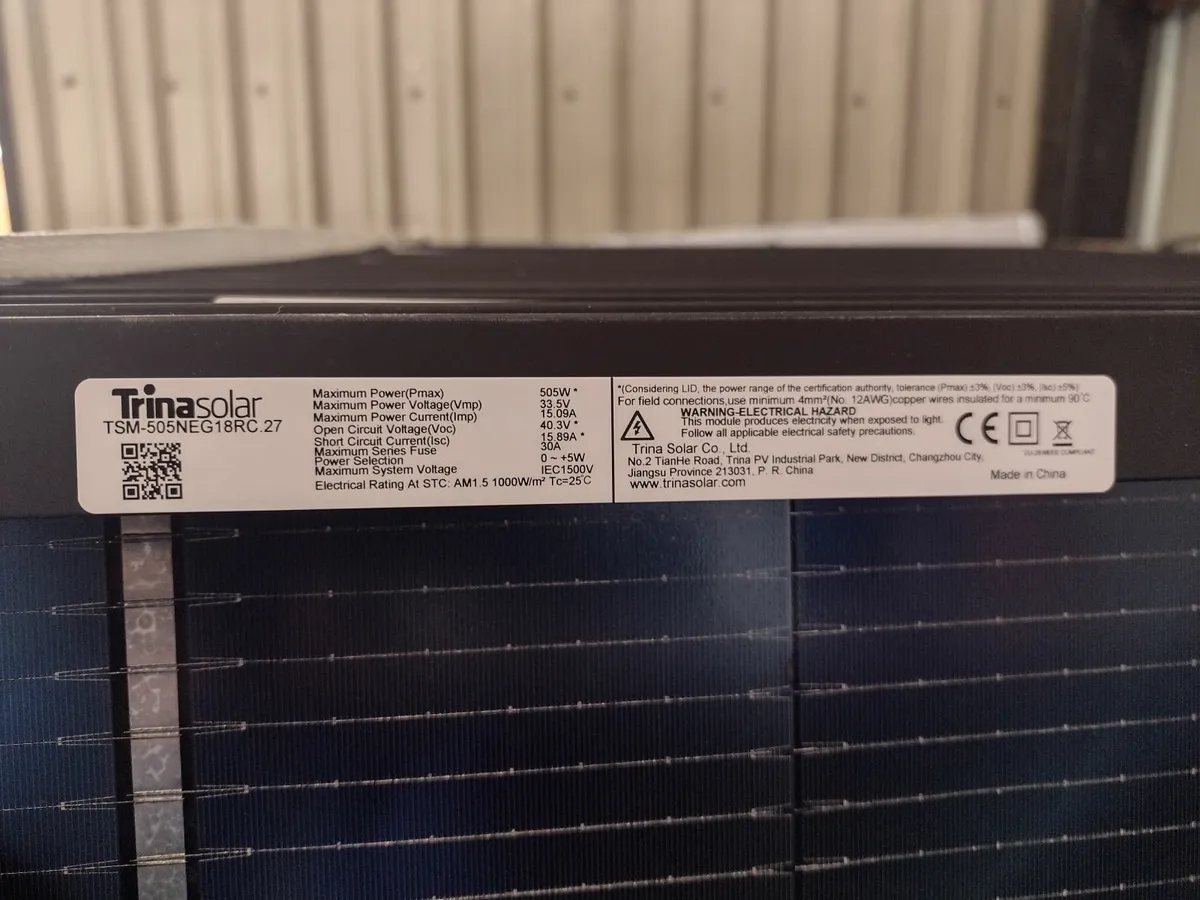 Trinasolar
TSM-505NEG18RC.27
Maximum Power(Pmax) 505W *
Maximum Power Voltage(Vmp) 33.5V
Maximum Power Current(Imp) 15.09A
Open Circuit Voltage(Voc) 40.3V *
Short Circuit Current(Isc) 15.89A *
Maximum Series Fuse 30A
Power Selection 0 ~ +5W
Maximum System Voltage IEC1500V
Electrical Rating At STC: AM1.5 1000W/m² Tc=25℃
*(Considering LID, the power range of the certification authority, tolerance (Pmax) ±3%, (Voc) ±3%, (Isc) ±5%)
For field connections,use minimum 4mm²(No. 12AWG)copper wires insulated for a minimum 90℃
WARNING-ELECTRICAL HAZARD
This module produces electricity when exposed to light.
Follow all applicable electrical safety precautions.
CE
EU-28 WEEE COMPLIANT
Trina Solar Co., Ltd.
No.2 TianHe Road, Trina PV Industrial Park, New District, Changzhou City,
Jiangsu Province 213031, P. R. China
www.trinasolar.com
Made in China